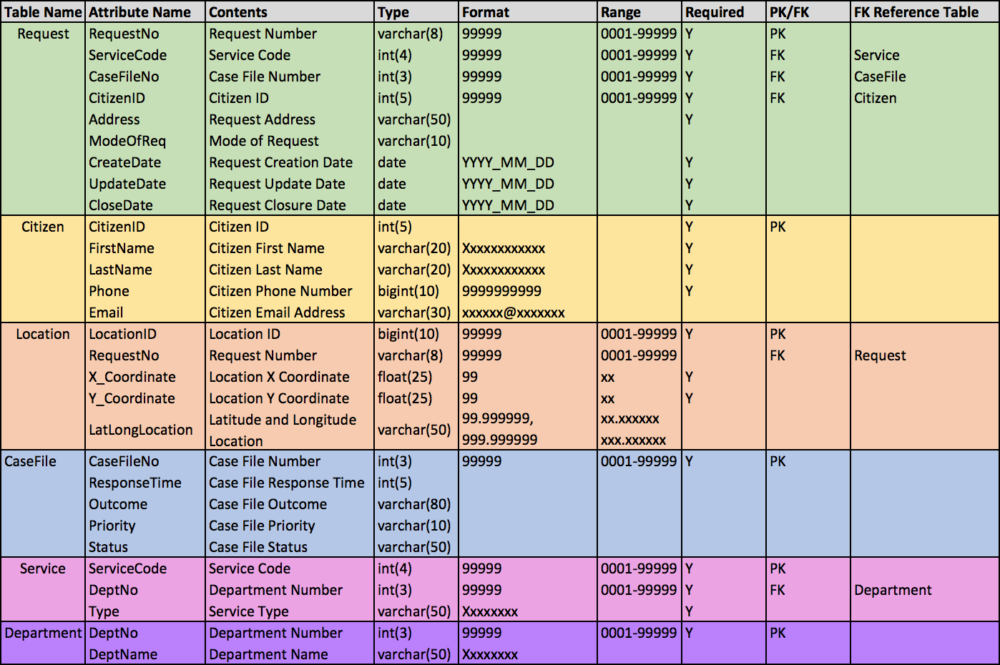 Table Name Attribute Name Contents Type Format Range Required PK/FK FK Reference Table
Request RequestNo Request Number varchar(8) 99999 0001-99999 Y PK
ServiceCode Service Code int(4) 99999 0001-99999 Y FK Service
CaseFileNo Case File Number int(3) 99999 0001-99999 Y FK CaseFile
CitizenID Citizen ID int(5) 99999 0001-99999 Y FK Citizen
Address Request Address varchar(50) Y
ModeOfReq Mode of Request varchar(10)
CreateDate Request Creation Date date YYYY_MM_DD Y
UpdateDate Request Update Date date YYYY_MM_DD Y
CloseDate Request Closure Date date YYYY_MM_DD Y
Citizen CitizenID Citizen ID int(5) Y PK
FirstName Citizen First Name varchar(20) Xxxxxxxxxxxx Y
LastName Citizen Last Name varchar(20) Xxxxxxxxxxxx Y
Phone Citizen Phone Number bigint(10) 9999999999 Y
Email Citizen Email Address varchar(30) xxxxxx@xxxxxxx
Location LocationID Location ID bigint(10) 99999 0001-99999 Y PK
RequestNo Request Number varchar(8) 99999 0001-99999 FK Request
X_Coordinate Location X Coordinate float(25) 99 xx Y
Y_Coordinate Location Y Coordinate float(25) 99 xx Y
LatLongLocation Latitude and Longitude varchar(50) 99.999999, xx.xxxxxx
Location 999.999999 xxx.xxxxxx
CaseFile CaseFileNo Case File Number int(3) 99999 0001-99999 Y PK
ResponseTime Case File Response Time int(5)
Outcome Case File Outcome varchar(80)
Priority Case File Priority varchar(10)
Status Case File Status varchar(50)
Service ServiceCode Service Code int(4) 99999 0001-99999 Y PK
DeptNo Department Number int(3) 99999 0001-99999 Y FK Department
Type Service Type varchar(50) Xxxxxxxx Y
Department DeptNo Department Number int(3) 99999 0001-99999 Y PK
DeptName Department Name varchar(50) Xxxxxxxx